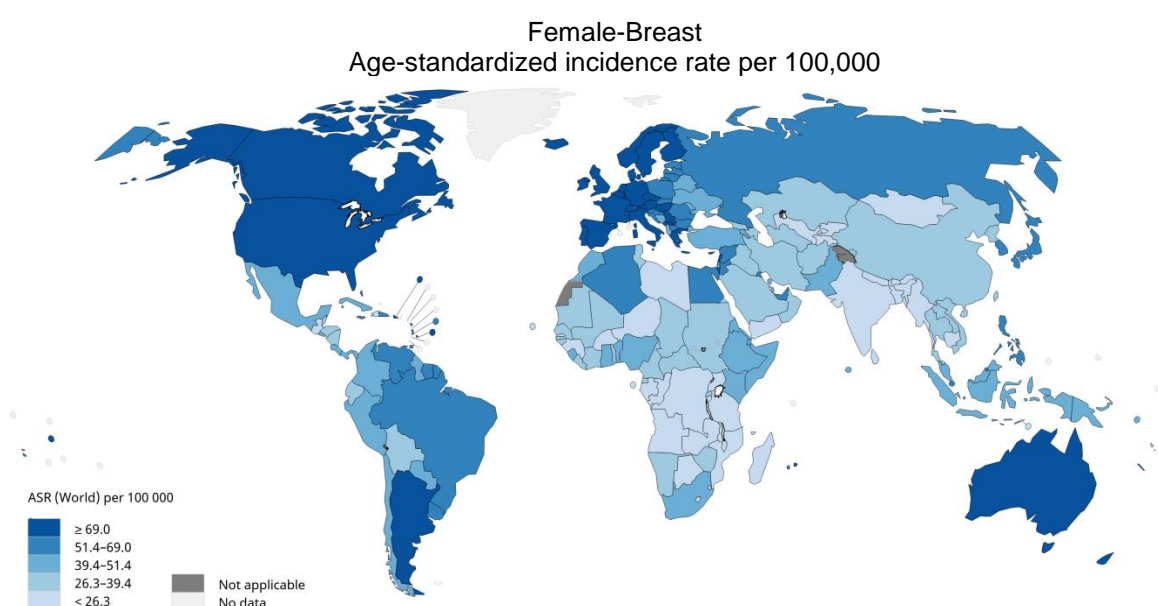 Female-Breast
Age-standardized incidence rate per 100,000
ASR (World) per 100 000
≥ 69.0
51.4–69.0
39.4–51.4
26.3–39.4
< 26.3
Not applicable
No data